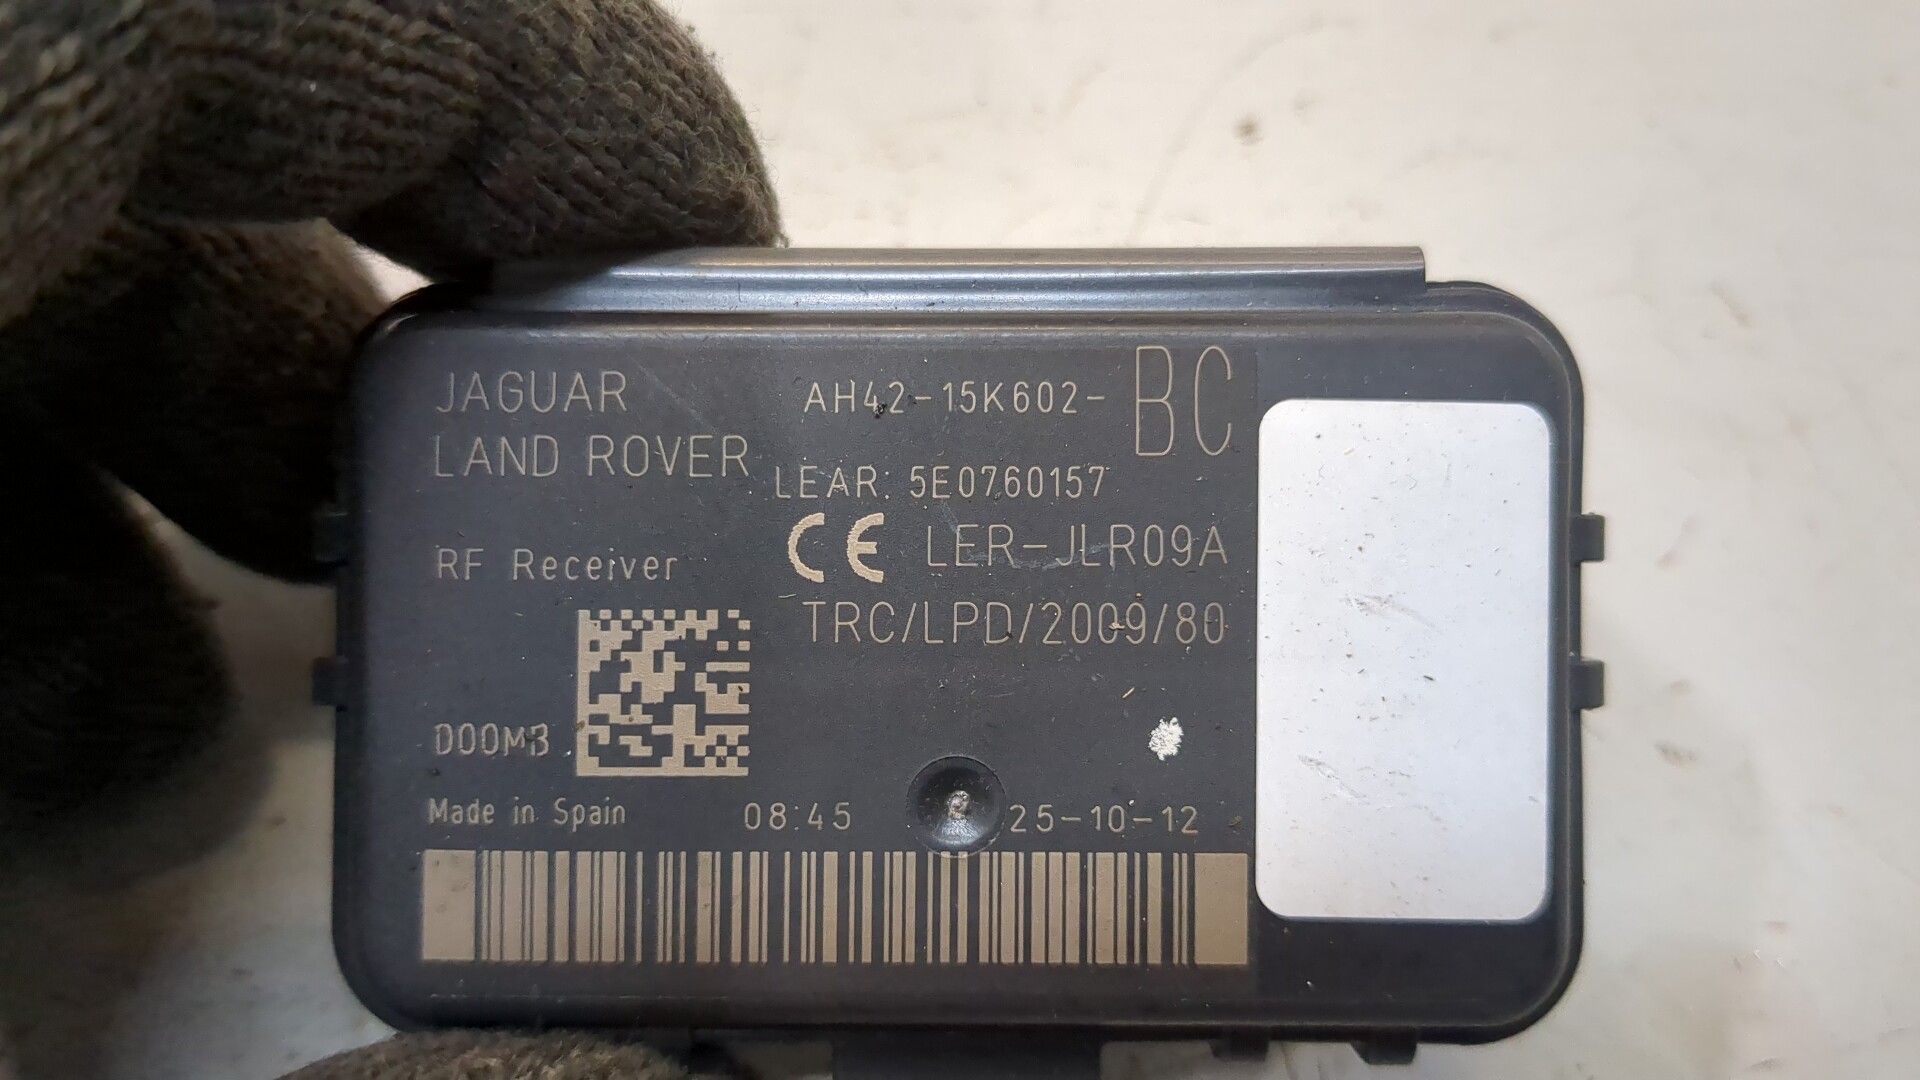 JAGUAR
LAND ROVER
AH42-15K602-BC
LEAR: 5E0760157
CE LER-JLR09A
RF Receiver
TRC/LPD/2009/80
D00MB
Made in Spain 08:45 25-10-12